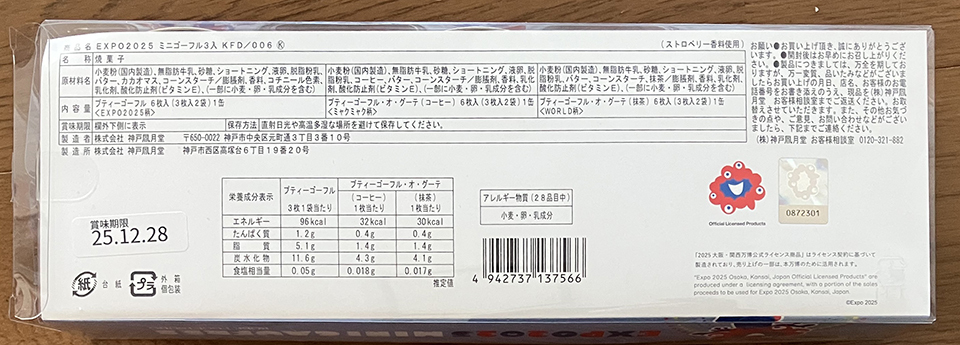 商品名 EXPO2025 ミニゴーフル3入 KFD/006 Ⓚ
(ストロベリー香料使用)
名称 焼菓子
原材料名
小麦粉(国内製造)、無脂肪牛乳、砂糖、ショートニング、液卵、脱脂粉乳、
バター、カカオマス、コーンスターチ/膨張剤、香料、コチニール色素、
乳化剤、酸化防止剤(ビタミンE)、(一部に小麦・卵・乳成分を含む)
小麦粉(国内製造)、無脂肪牛乳、砂糖、ショートニング、液卵、
脱脂粉乳、コーヒー、バター、コーンスターチ/膨張剤、香料、
乳化剤、酸化防止剤(ビタミンE)、(一部に小麦・卵・乳成分を含む)
小麦粉(国内製造)、無脂肪牛乳、砂糖、ショートニング、液卵、
脱脂粉乳、バター、コーンスターチ、抹茶/膨張剤、香料、乳化剤、
酸化防止剤(ビタミンE)、(一部に小麦・卵・乳成分を含む)
内容量
プティーゴーフル 6枚入(3枚入2袋)1缶
<EXPO2025柄>
プティーゴーフル・オ・グーテ(コーヒー) 6枚入(3枚入2袋)1缶
<ミャクミャク柄>
プティーゴーフル・オ・グーテ(抹茶) 6枚入(3枚入2袋)1缶
<WORLD柄>
賞味期限 欄外下側に表示 保存方法 直射日光や高温多湿な場所を避けて保存してください。
製造者 株式会社 神戸凮月堂 〒650-0022 神戸市中央区元町通3丁目3番10号
製造所 株式会社 神戸凮月堂 神戸市西区高塚台6丁目19番20号
お願い●お買い上げ頂き、誠にありがとうござ
います。●開封後はお早めにお召し上がりく
ださい。●製品につきましては、万全を期してお
りますが、万一変質、品いたみなどがございま
したらお買い上げの月日、店名、お客様のお電
話番号をお書き添えのうえ、現品を(株)神戸凮
月堂 お客様相談室までご返送ください。お取
替えさせていただきます。また、その他お気づ
きの点や、ご意見、お問い合わせなどがござい
ましたら、下記までご連絡ください。
(株)神戸凮月堂 お客様相談室 0120-321-882
賞味期限
25.12.28
栄養成分表示 プティーゴーフル 3枚1袋当たり プティーゴーフル・オ・グーテ (コーヒー) 1枚当たり (抹茶) 1枚当たり
エネルギー 96kcal 32kcal 30kcal
たんぱく質 1.2g 0.4g 0.4g
脂質 5.1g 1.4g 1.4g
炭水化物 11.6g 4.3g 4.1g
食塩相当量 0.05g 0.018g 0.017g
推定値
アレルギー物質(28品目中)
小麦・卵・乳成分
4 942737 137566
Official Licensed Products
0872301
「2025 大阪・関西万博公式ライセンス商品」はライセンス契約に基づいて
製造されており、売り上げの一部は、本万博のために活用されます。
"Expo 2025 Osaka, Kansai, Japan Official Licensed Products" are
produced under a licensing agreement, with a portion of the sales
proceeds to be used for Expo 2025 Osaka, Kansai, Japan.
©Expo 2025
紙 台紙
プラ 外箱
個包装